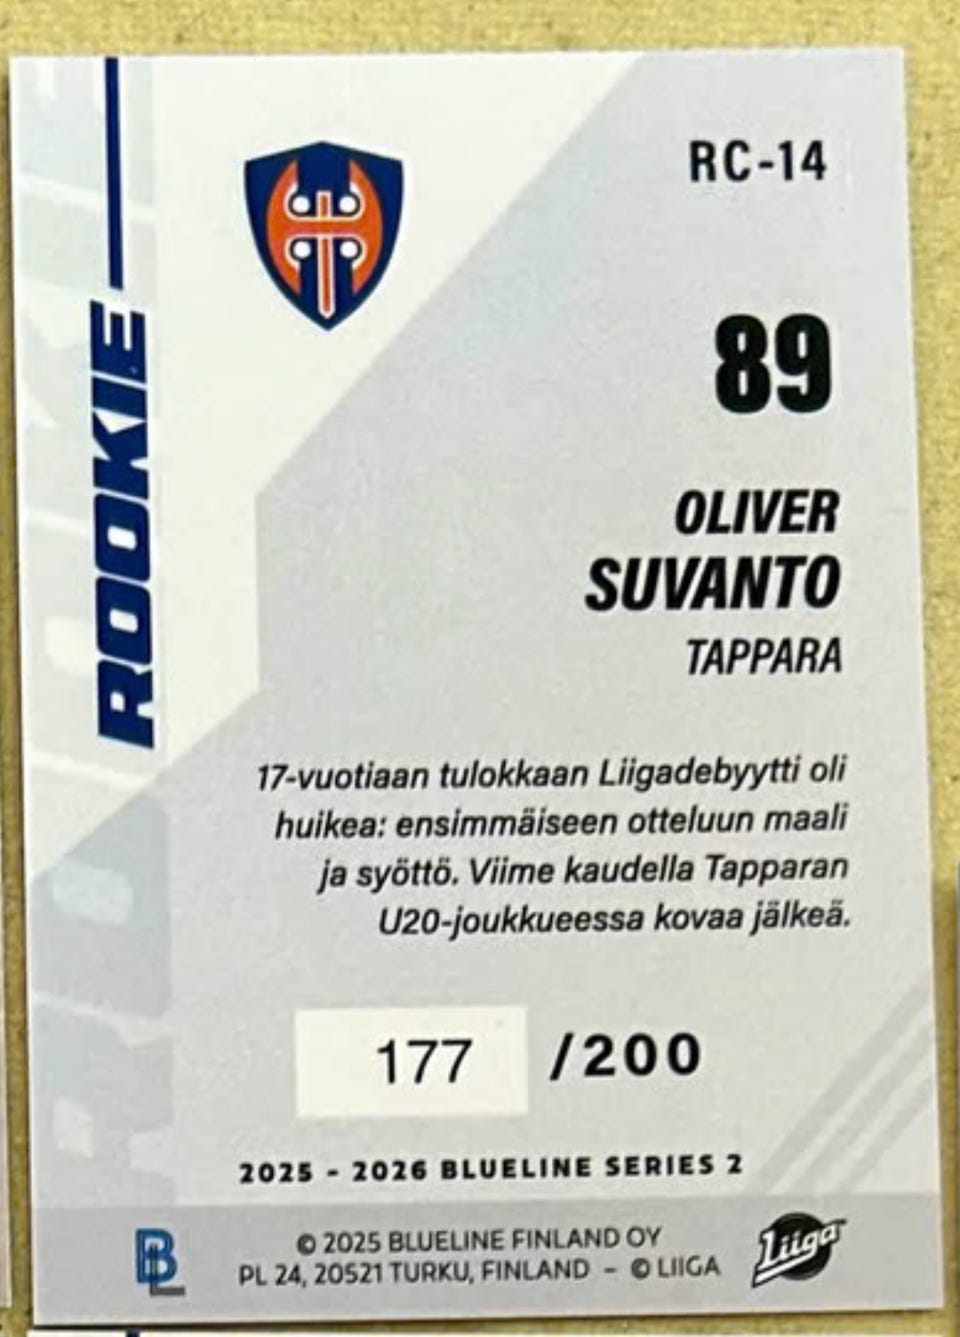 RC-14
ROOKIE
89
OLIVER
SUVANTO
TAPPARA
17-vuotiaan tulokkaan Liigadebyytti oli
huikea: ensimmäiseen otteluun maali
ja syöttö. Viime kaudella Tapparan
U20-joukkueessa kovaa jälkeä.
177 /200
2025 - 2026 BLUELINE SERIES 2
BL
© 2025 BLUELINE FINLAND OY
PL 24, 20521 TURKU, FINLAND - © LIIGA
Liiga